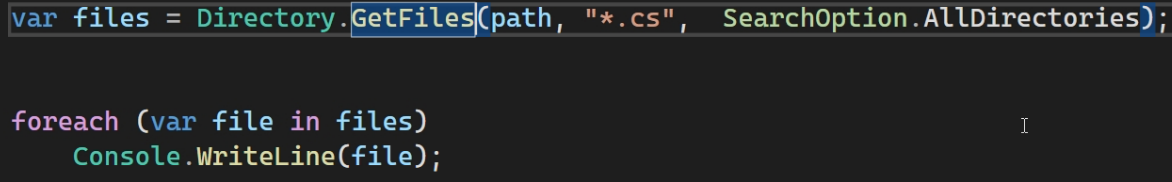 var files = Directory.GetFiles(path, "*.cs",  SearchOption.AllDirectories);
foreach (var file in files)
    Console.WriteLine(file);